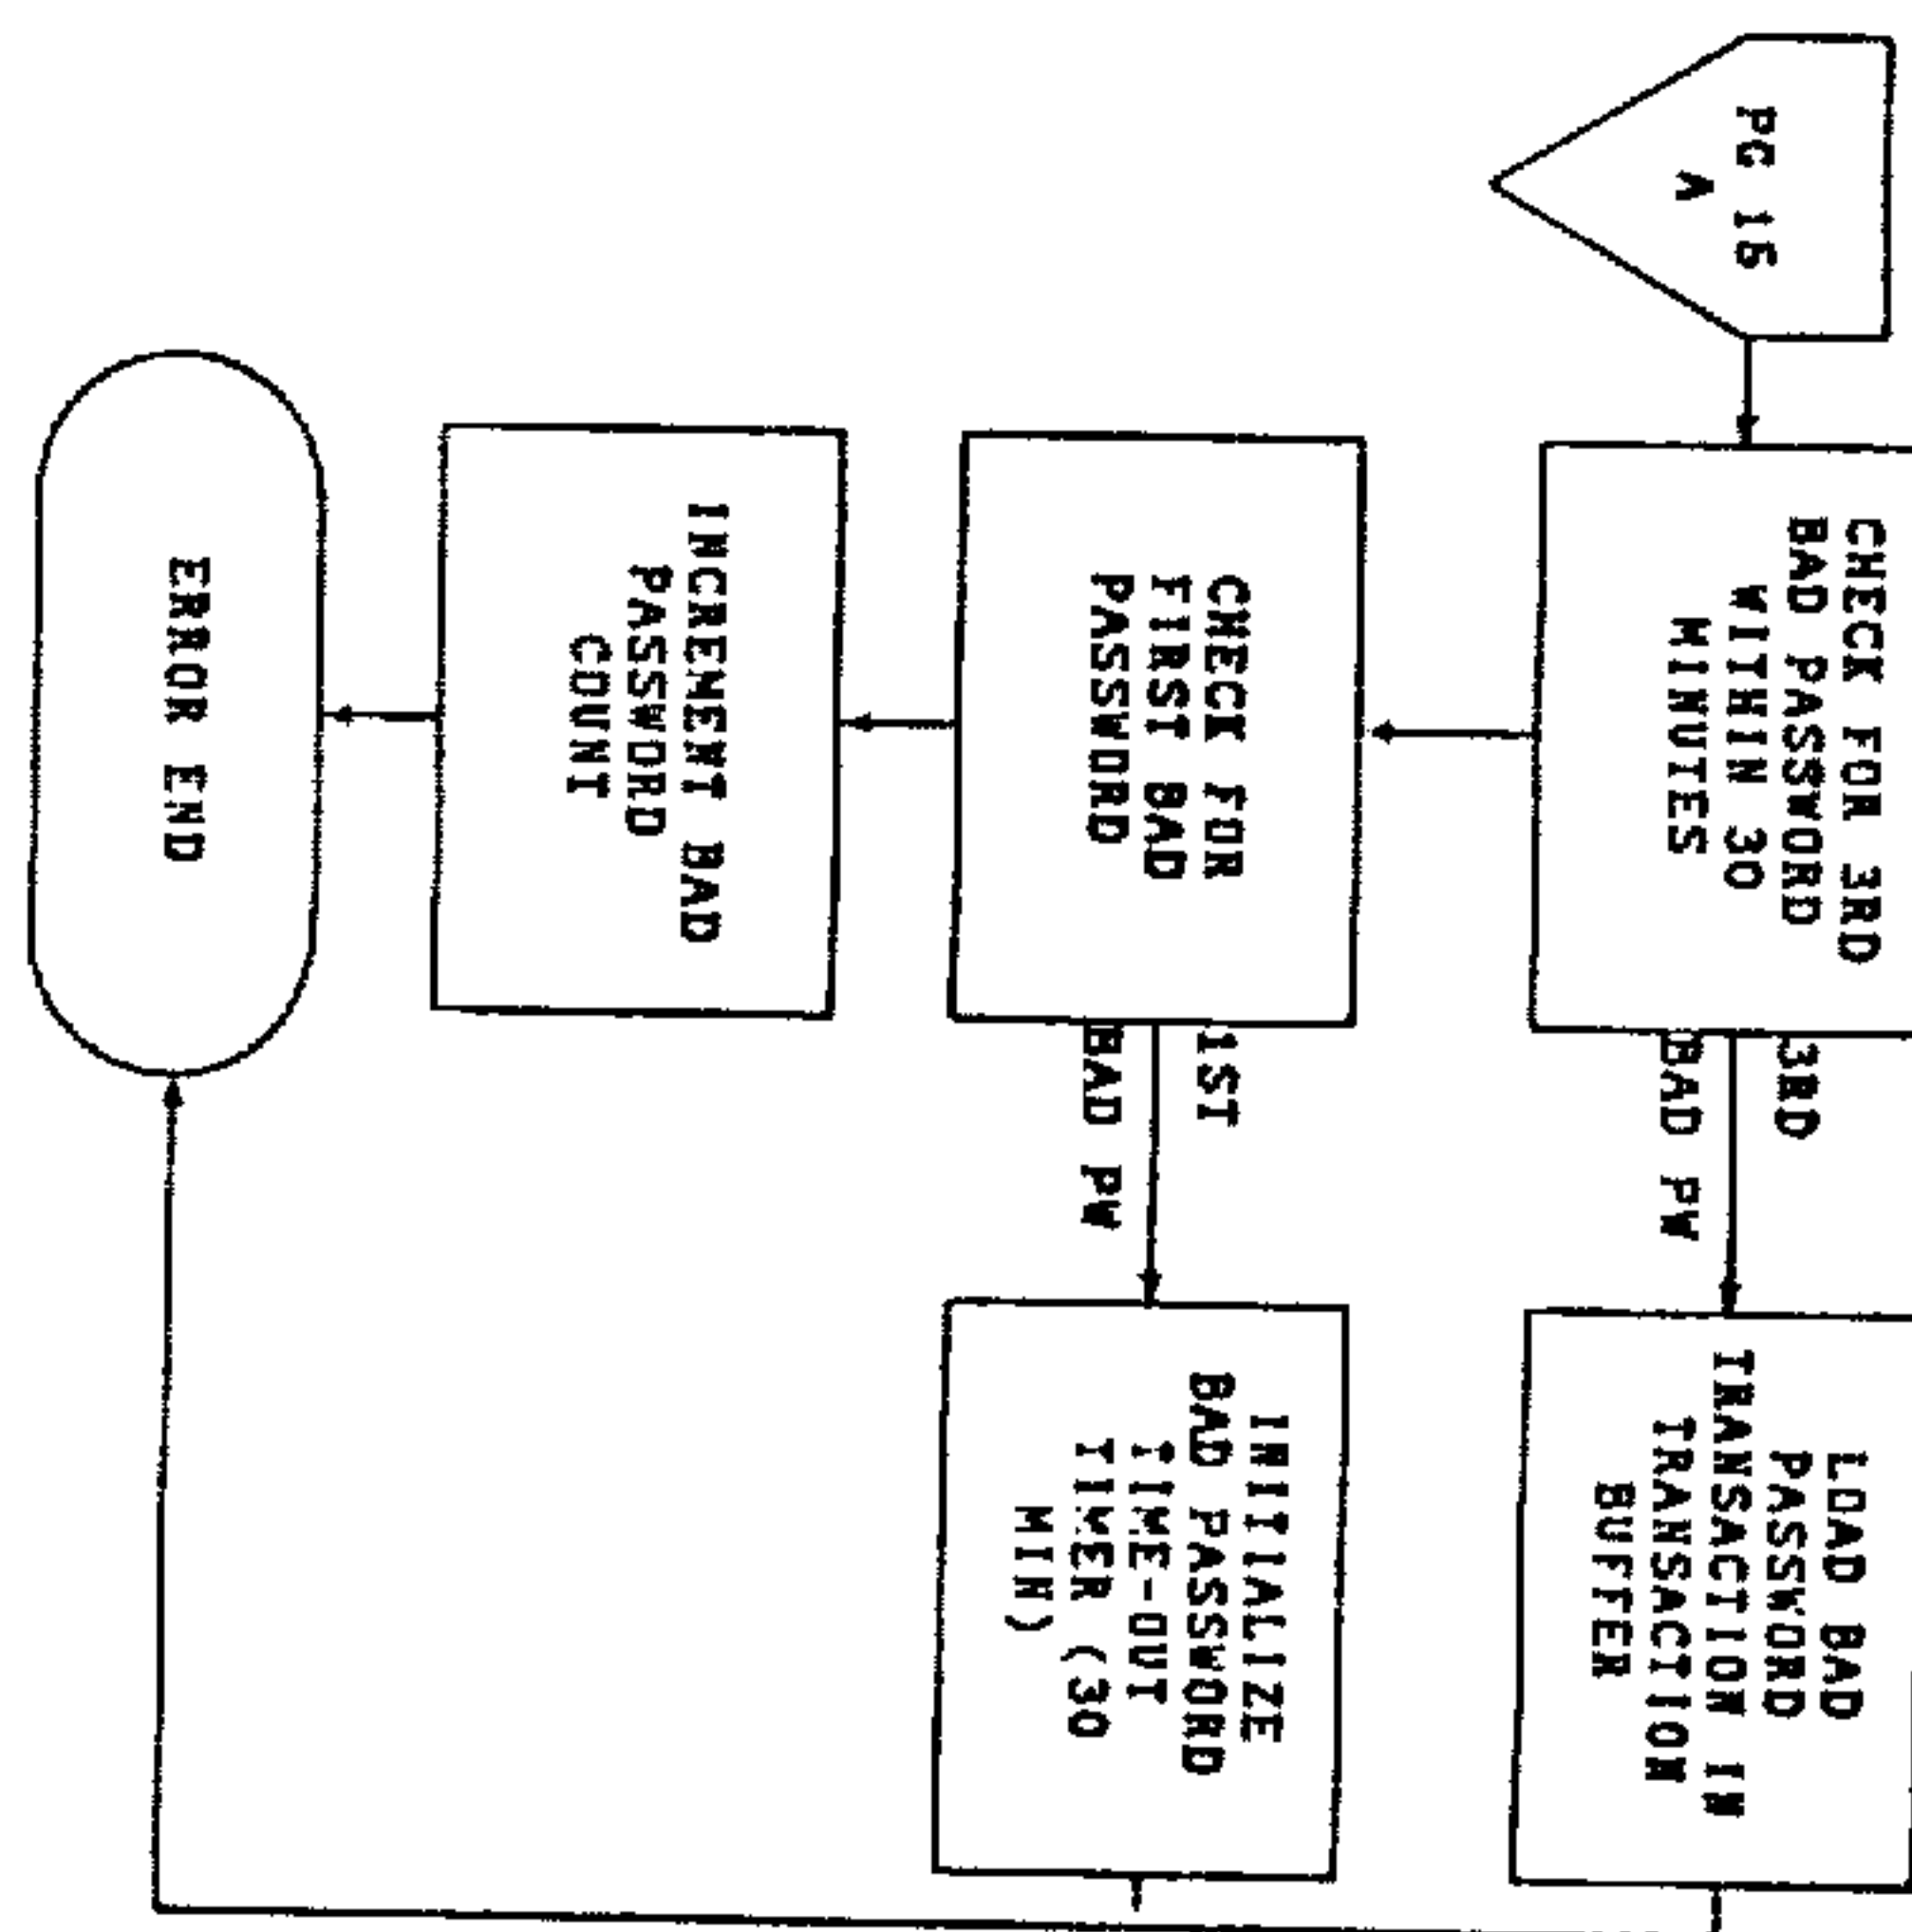 PG 16
A
CHECK FOR 3RD
BAD PASSWORD
WITHIN 30
MINUTES
3RD
BAD PW
LOAD BAD
PASSWORD
TRANSACTION IN
TRANSACTION
BUFFER
CHECK FOR
FIRST BAD
PASSWORD
1ST
BAD PW
INITIALIZE
BAD PASSWORD
TIME-OUT
TIMER (30
MIN)
INCREMENT BAD
PASSWORD
COUNT
ERROR END